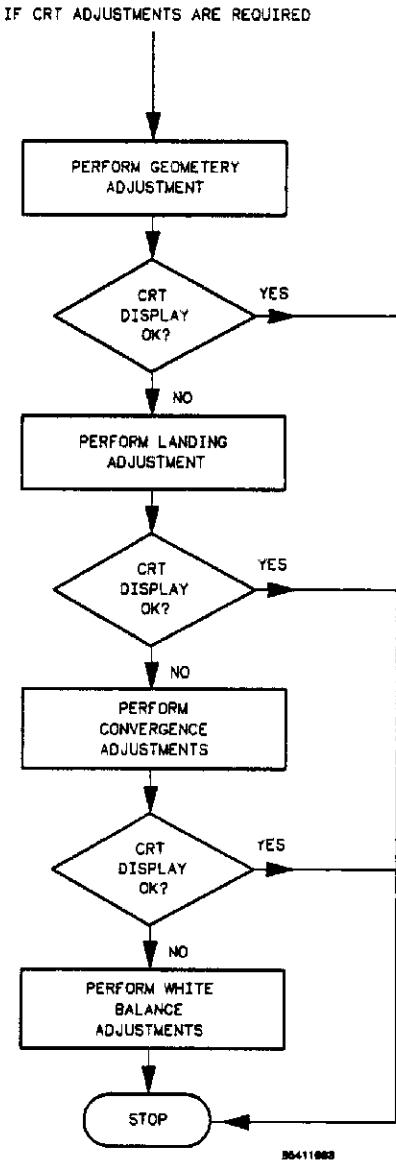 IF CRT ADJUSTMENTS ARE REQUIRED
PERFORM GEOMETERY
ADJUSTMENT
CRT
DISPLAY
OK?
YES
NO
PERFORM LANDING
ADJUSTMENT
CRT
DISPLAY
OK?
YES
NO
PERFORM
CONVERGENCE
ADJUSTMENTS
CRT
DISPLAY
OK?
YES
NO
PERFORM WHITE
BALANCE
ADJUSTMENTS
STOP